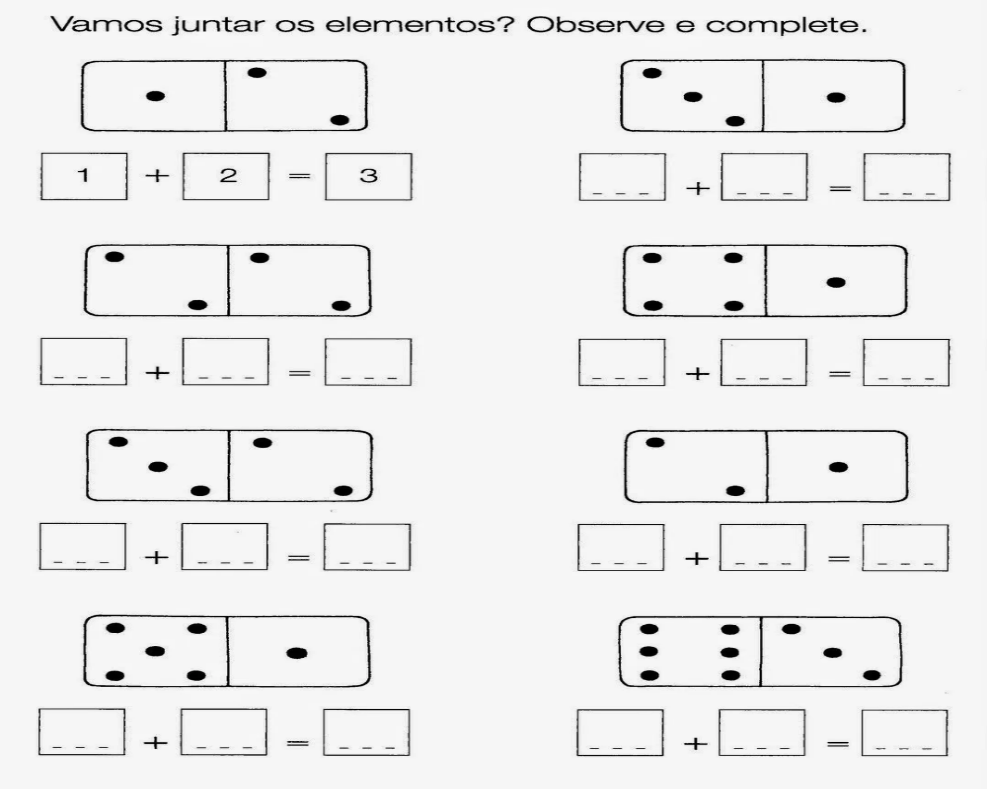 Vamos juntar os elementos? Observe e complete.
1 + 2 = 3
_ _ _ + _ _ _ = _ _ _
_ _ _ + _ _ _ = _ _ _
_ _ _ + _ _ _ = _ _ _
_ _ _ + _ _ _ = _ _ _
_ _ _ + _ _ _ = _ _ _
_ _ _ + _ _ _ = _ _ _
_ _ _ + _ _ _ = _ _ _